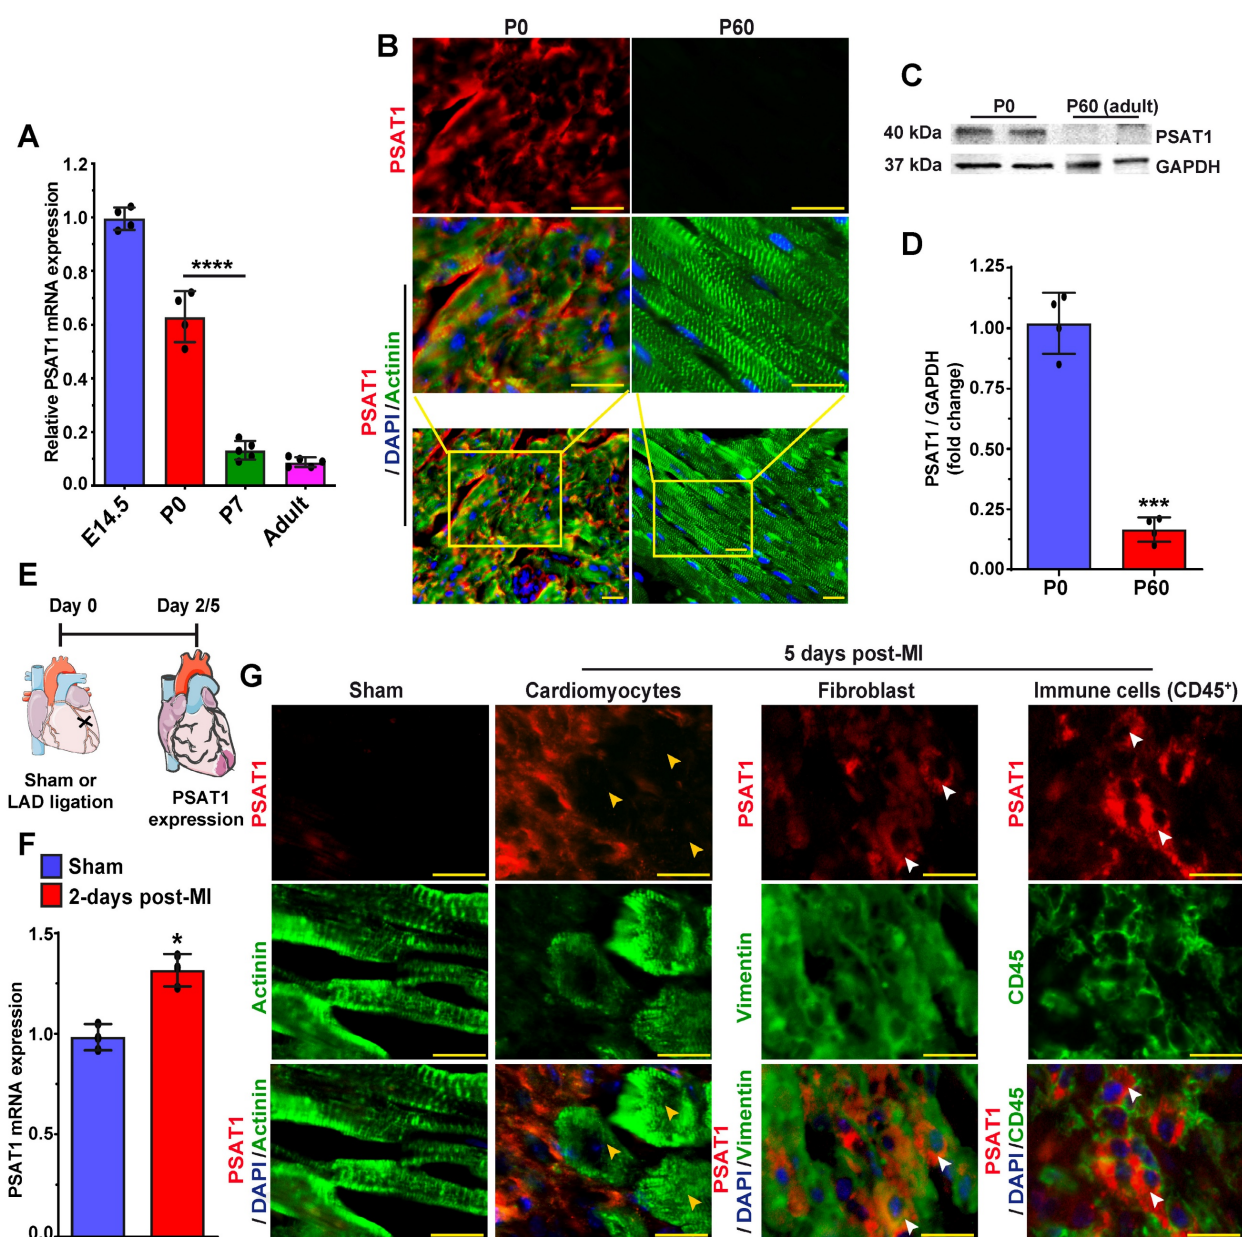 A
Relative PSAT1 mRNA expression
1.2
1.0
0.8
0.6
0.4
0.2
0.0
****
E14.5
P0
P7
Adult
B
P0
P60
PSAT1
PSAT1
/ DAPI /Actinin
C
P0
P60 (adult)
40 kDa
PSAT1
37 kDa
GAPDH
D
PSAT1 / GAPDH
(fold change)
1.25
1.00
0.75
0.50
0.25
0.00
***
P0
P60
E
Day 0
Day 2/5
Sham or
LAD ligation
PSAT1
expression
F
Sham
2-days post-MI
PSAT1 mRNA expression
1.5
1.0
0.5
0.0
*
G
5 days post-MI
Sham
Cardiomyocytes
Fibroblast
Immune cells (CD45+)
PSAT1
PSAT1
PSAT1
Actinin
Vimentin
CD45
PSAT1
/ DAPI /Actinin
PSAT1
/ DAPI /Vimentin
PSAT1
/ DAPI /CD45